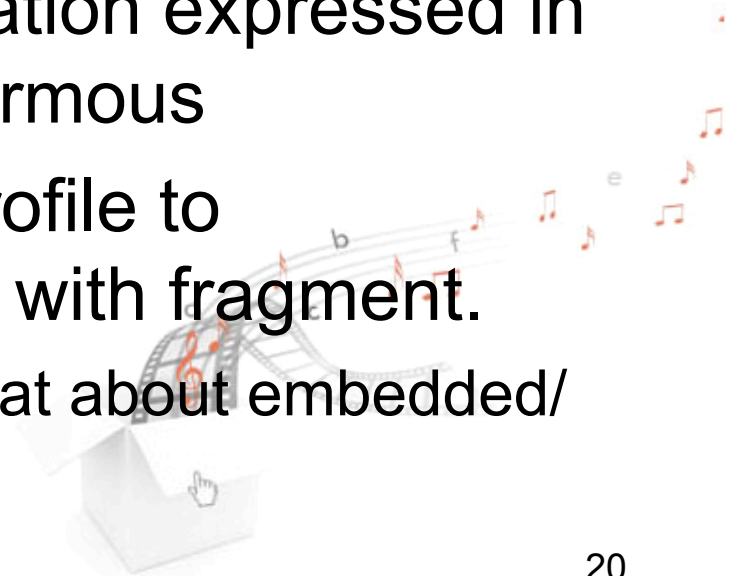 ation expressed in
rmous
ofile to
with fragment.
at about embedded/
20
b
f
e
c